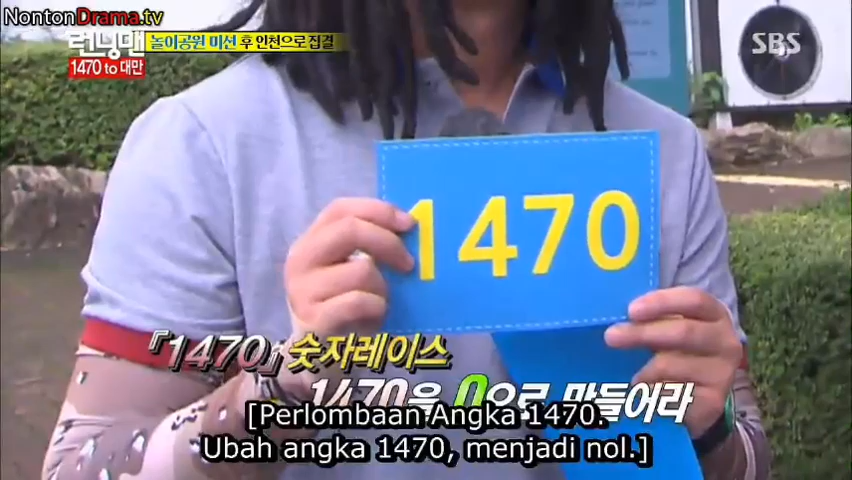 NontonDrama.tv
런닝맨
놀이공원 미션 후 인천으로 집결
1470 to 대만
SBS
1470
『1470』 숫자레이스
1470을 0으로 만들어라
[Perlombaan Angka 1470.
Ubah angka 1470, menjadi nol.]